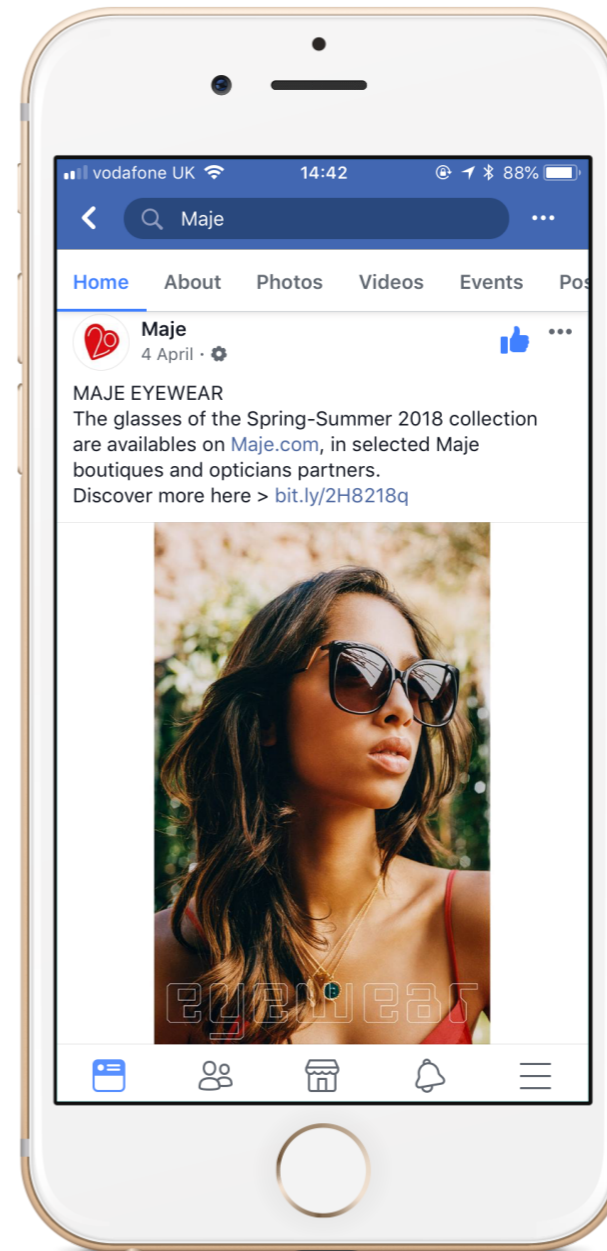 vodafone UK 14:42 88%
Maje
Home About Photos Videos Events Pos
20
Maje
4 April ·
MAJE EYEWEAR
The glasses of the Spring-Summer 2018 collection
are availables on Maje.com, in selected Maje
boutiques and opticians partners.
Discover more here > bit.ly/2H8218q
eyewear